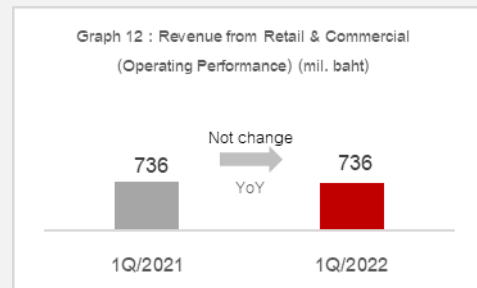 Graph 12 : Revenue from Retail & Commercial
(Operating Performance) (mil. baht)
Not change
736
736
YoY
1Q/2021
1Q/2022